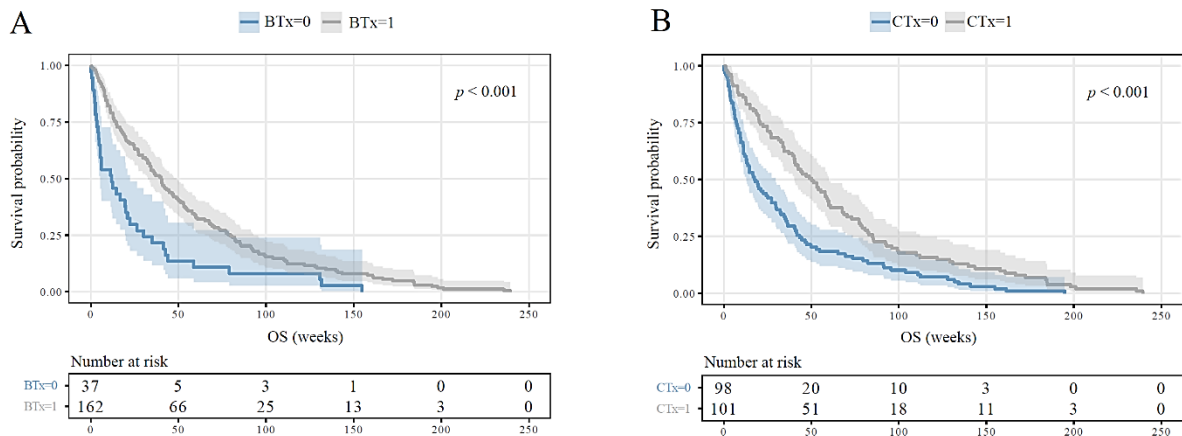 A
BTx=0 BTx=1
1.00
0.75
0.50
0.25
0.00
Survival probability
p < 0.001
0 50 100 150 200 250
OS (weeks)
Number at risk
BTx=0 37 5 3 1 0 0
BTx=1 162 66 25 13 3 0
0 50 100 150 200 250
B
CTx=0 CTx=1
1.00
0.75
0.50
0.25
0.00
Survival probability
p < 0.001
0 50 100 150 200 250
OS (weeks)
Number at risk
CTx=0 98 20 10 3 0 0
CTx=1 101 51 18 11 3 0
0 50 100 150 200 250